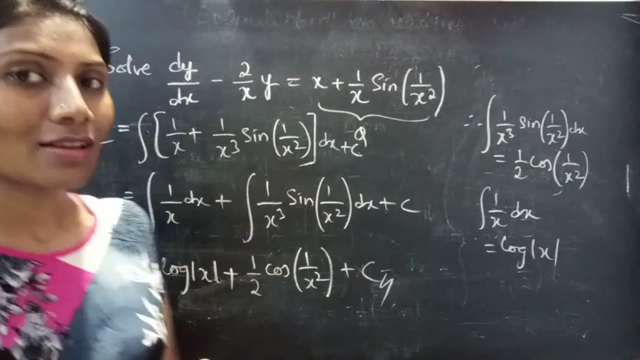 Solve dy/dx - 2/x y = x + 1/x Sin(1/x²)
Q
= ∫[1/x + 1/x³ Sin(1/x²)]dx + C
= ∫1/x dx + ∫1/x³ Sin(1/x²)dx + C
log|x| + 1/2 cos(1/x²) + C//
∴ ∫1/x³ Sin(1/x²)dx
= 1/2 cos(1/x²)
∫1/x dx
= log|x|